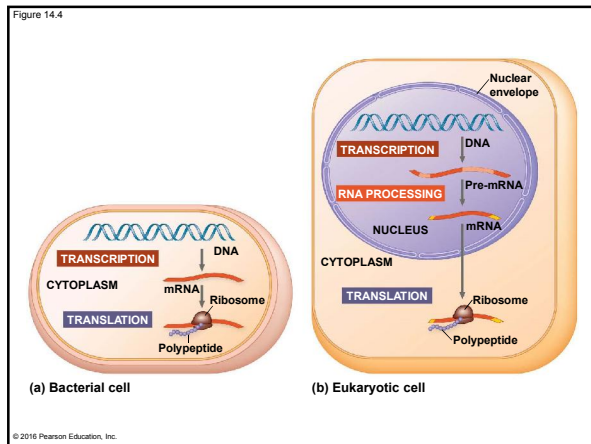 Figure 14.4
Nuclear
envelope
DNA
TRANSCRIPTION
Pre-mRNA
RNA PROCESSING
NUCLEUS
mRNA
CYTOPLASM
TRANSLATION
Ribosome
Polypeptide
(b) Eukaryotic cell
DNA
TRANSCRIPTION
CYTOPLASM
mRNA
Ribosome
TRANSLATION
Polypeptide
(a) Bacterial cell
© 2016 Pearson Education, Inc.